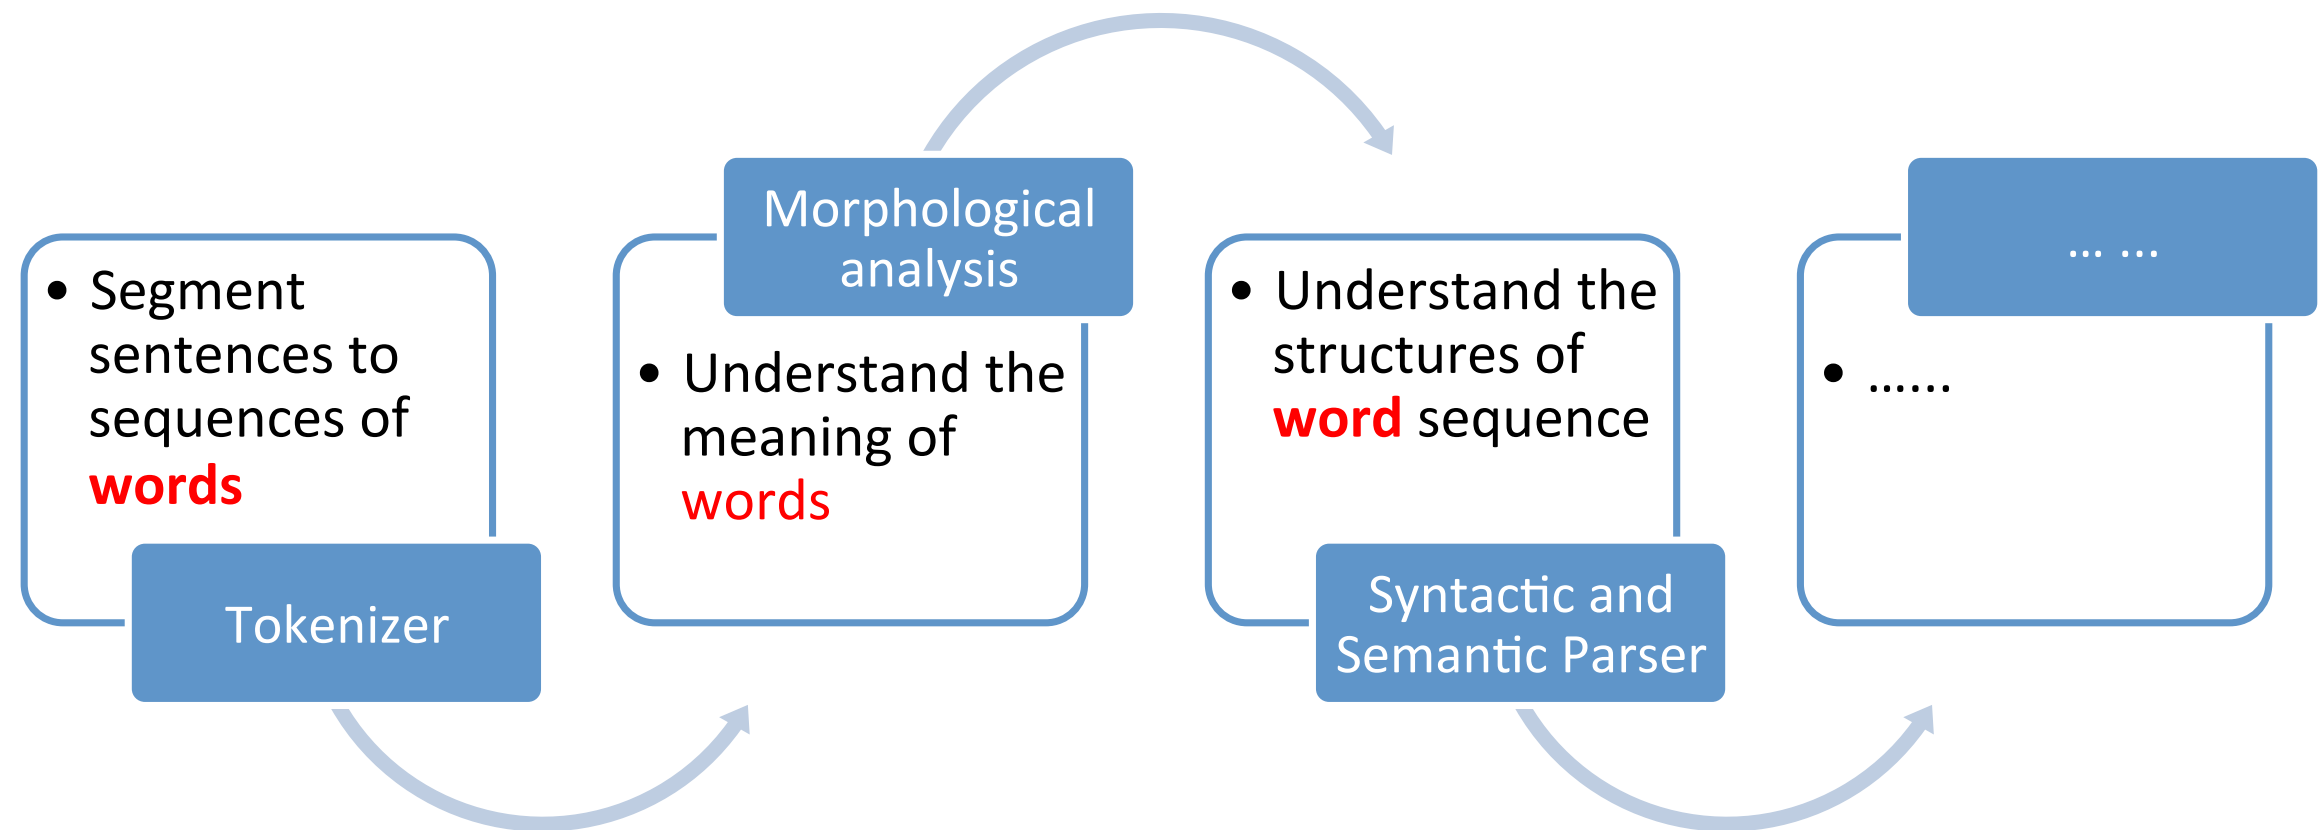 • Segment
sentences to
sequences of
words
Tokenizer
Morphological
analysis
• Understand the
meaning of
words
• Understand the
structures of
word sequence
Syntactic and
Semantic Parser
... ...
• ......